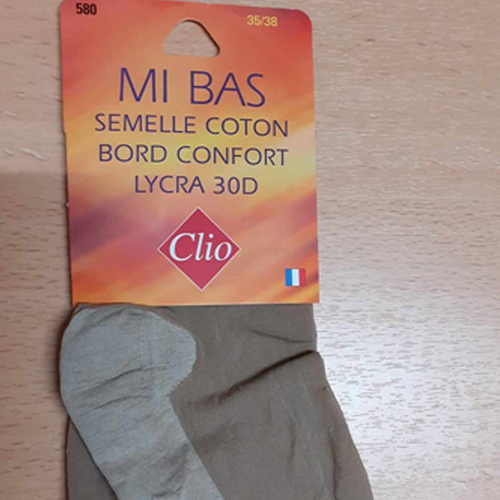 580
35/38
MI BAS
SEMELLE COTON
BORD CONFORT
LYCRA 30D
Clio